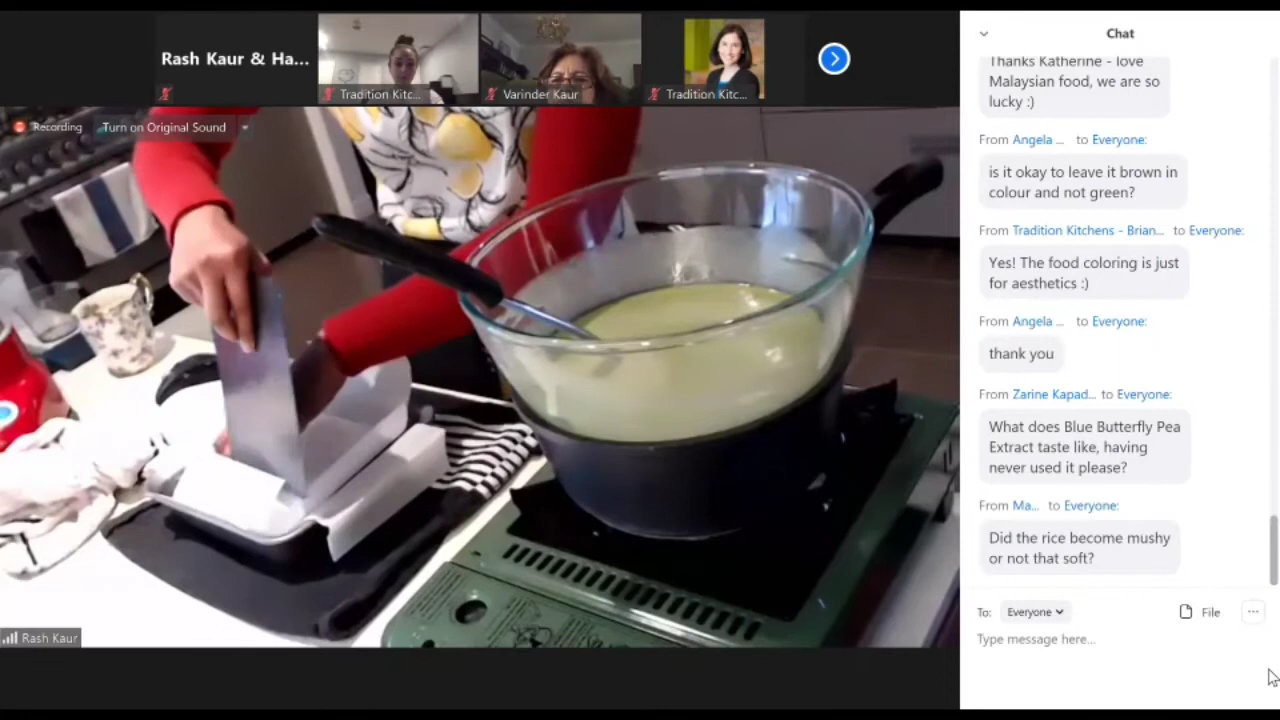 Rash Kaur & Ha...
Tradition Kitc...
Varinder Kaur
Tradition Kitc...
Recording
Turn on Original Sound
Rash Kaur
Chat
Thanks Katherine - love
Malaysian food, we are so
lucky :)
From Angela ... to Everyone:
is it okay to leave it brown in
colour and not green?
From Tradition Kitchens - Brian... to Everyone:
Yes! The food coloring is just
for aesthetics :)
From Angela ... to Everyone:
thank you
From Zarine Kapad... to Everyone:
What does Blue Butterfly Pea
Extract taste like, having
never used it please?
From Ma... to Everyone:
Did the rice become mushy
or not that soft?
To: Everyone
File
Type message here...